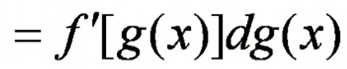 = f′[g(x)]dg(x)